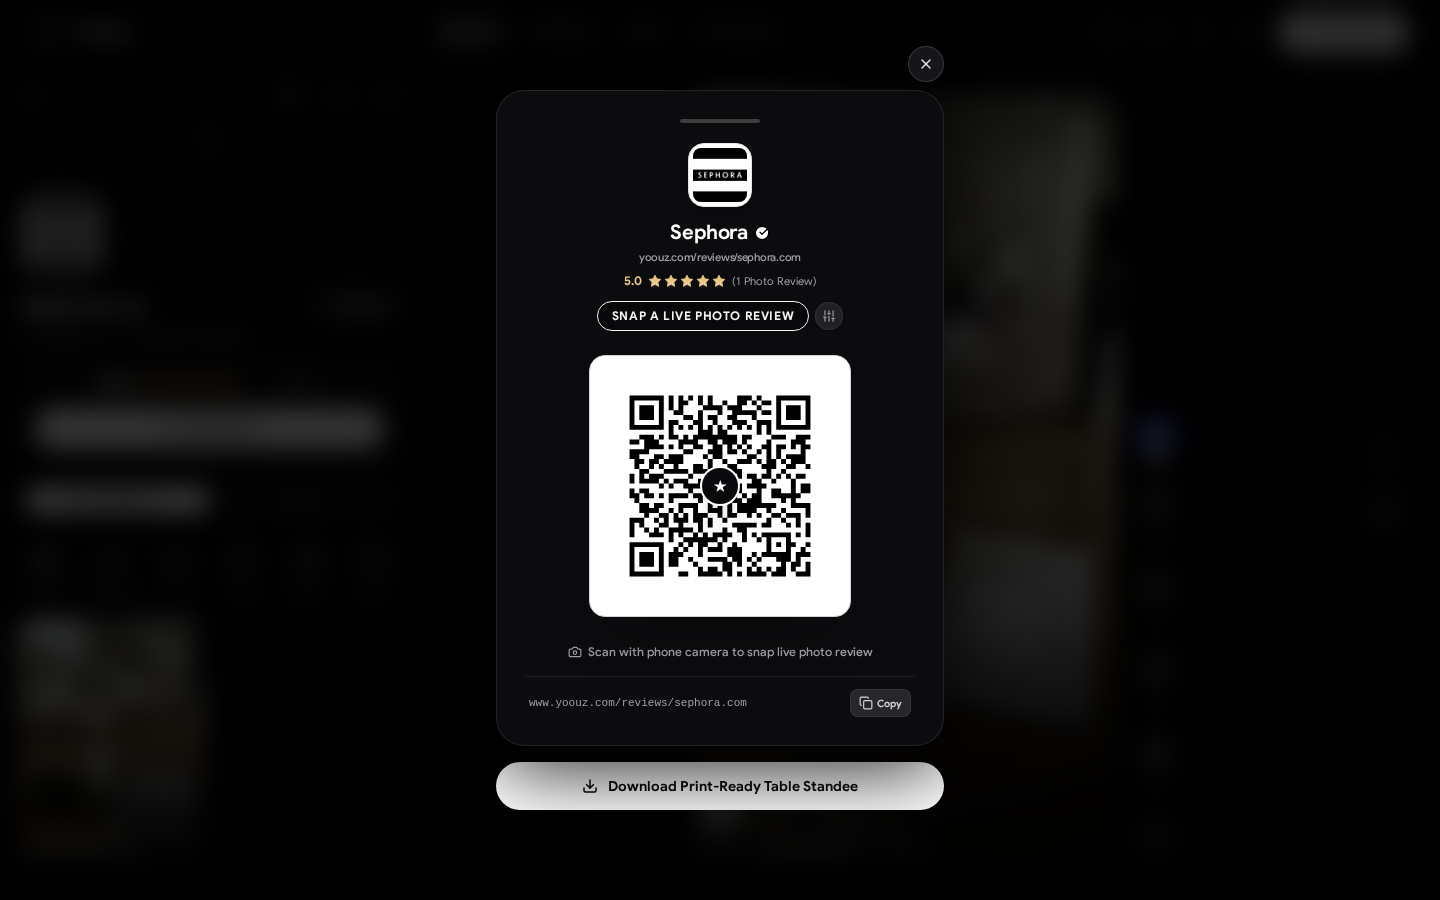 SEPHORA
Sephora
yoouz.com/reviews/sephora.com
5.0 (1 Photo Review)
SNAP A LIVE PHOTO REVIEW
Scan with phone camera to snap live photo review
www.yoouz.com/reviews/sephora.com
Copy
Download Print-Ready Table Standee